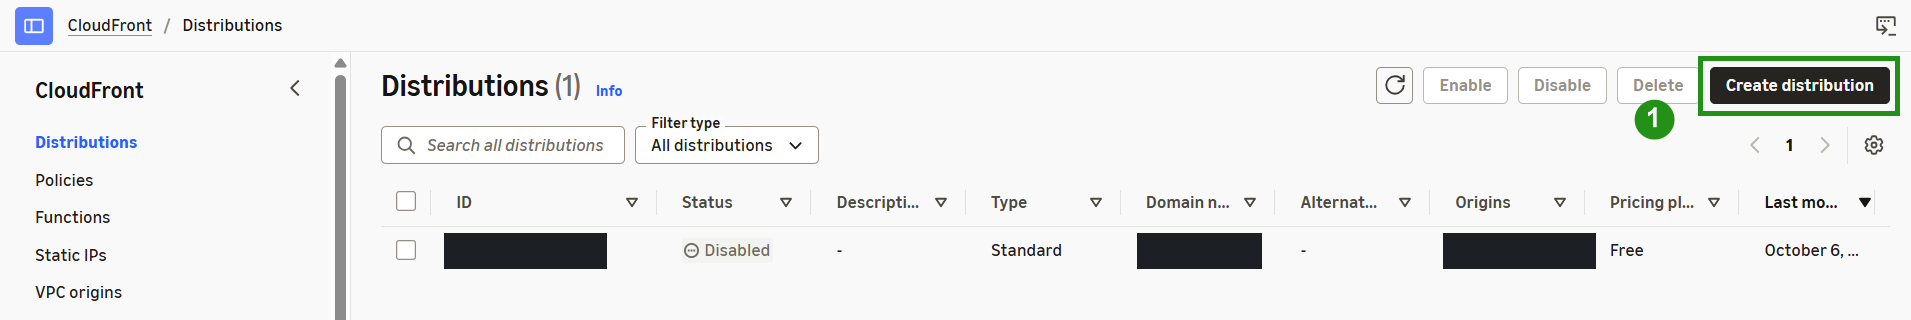 CloudFront / Distributions
CloudFront
Distributions
Policies
Functions
Static IPs
VPC origins
Distributions (1) Info
Enable
Disable
Delete
Create distribution
1
Search all distributions
Filter type
All distributions
1
ID Status Descripti... Type Domain n... Alternat... Origins Pricing pl... Last mo...
Disabled - Standard - Free October 6, ...